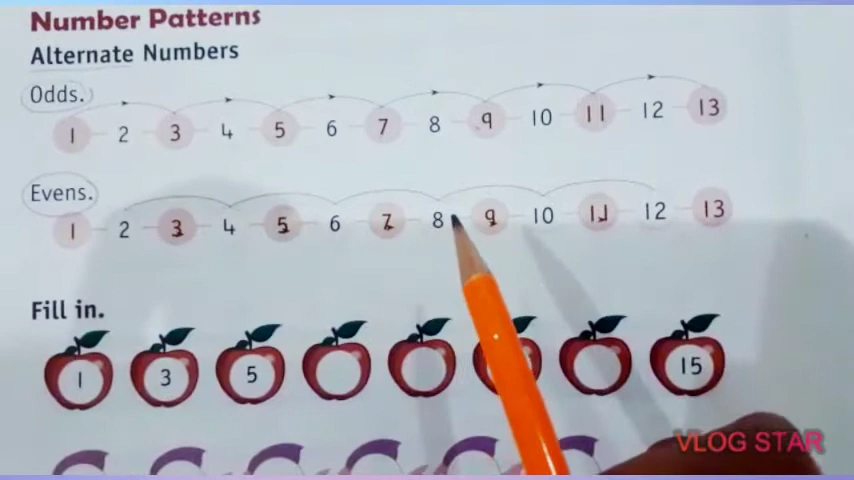 Number Patterns
Alternate Numbers
Odds.
1 2 3 4 5 6 7 8 9 10 11 12 13
Evens.
1 2 3 4 5 6 7 8 9 10 11 12 13
Fill in.
1 3 5 15
VLOG STAR